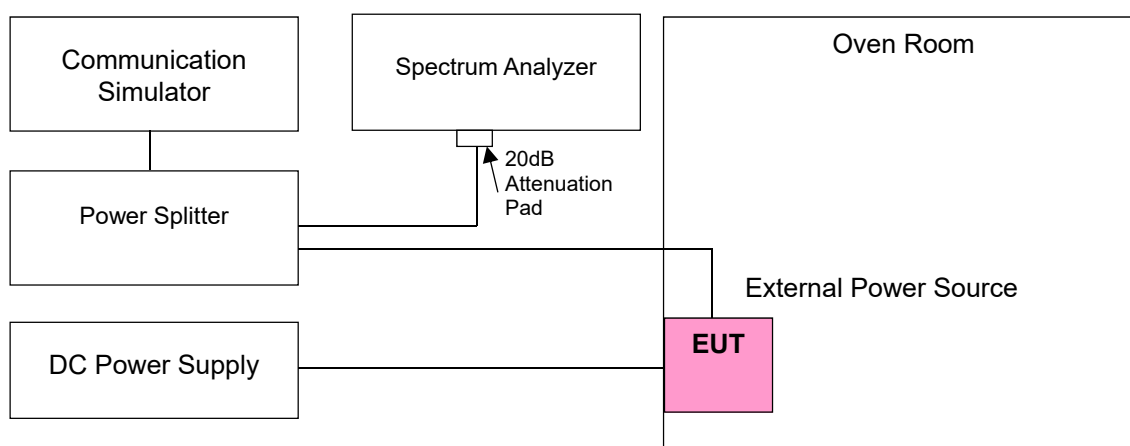 Communication
Simulator
Spectrum Analyzer
Oven Room
20dB
Attenuation
Pad
Power Splitter
External Power Source
EUT
DC Power Supply